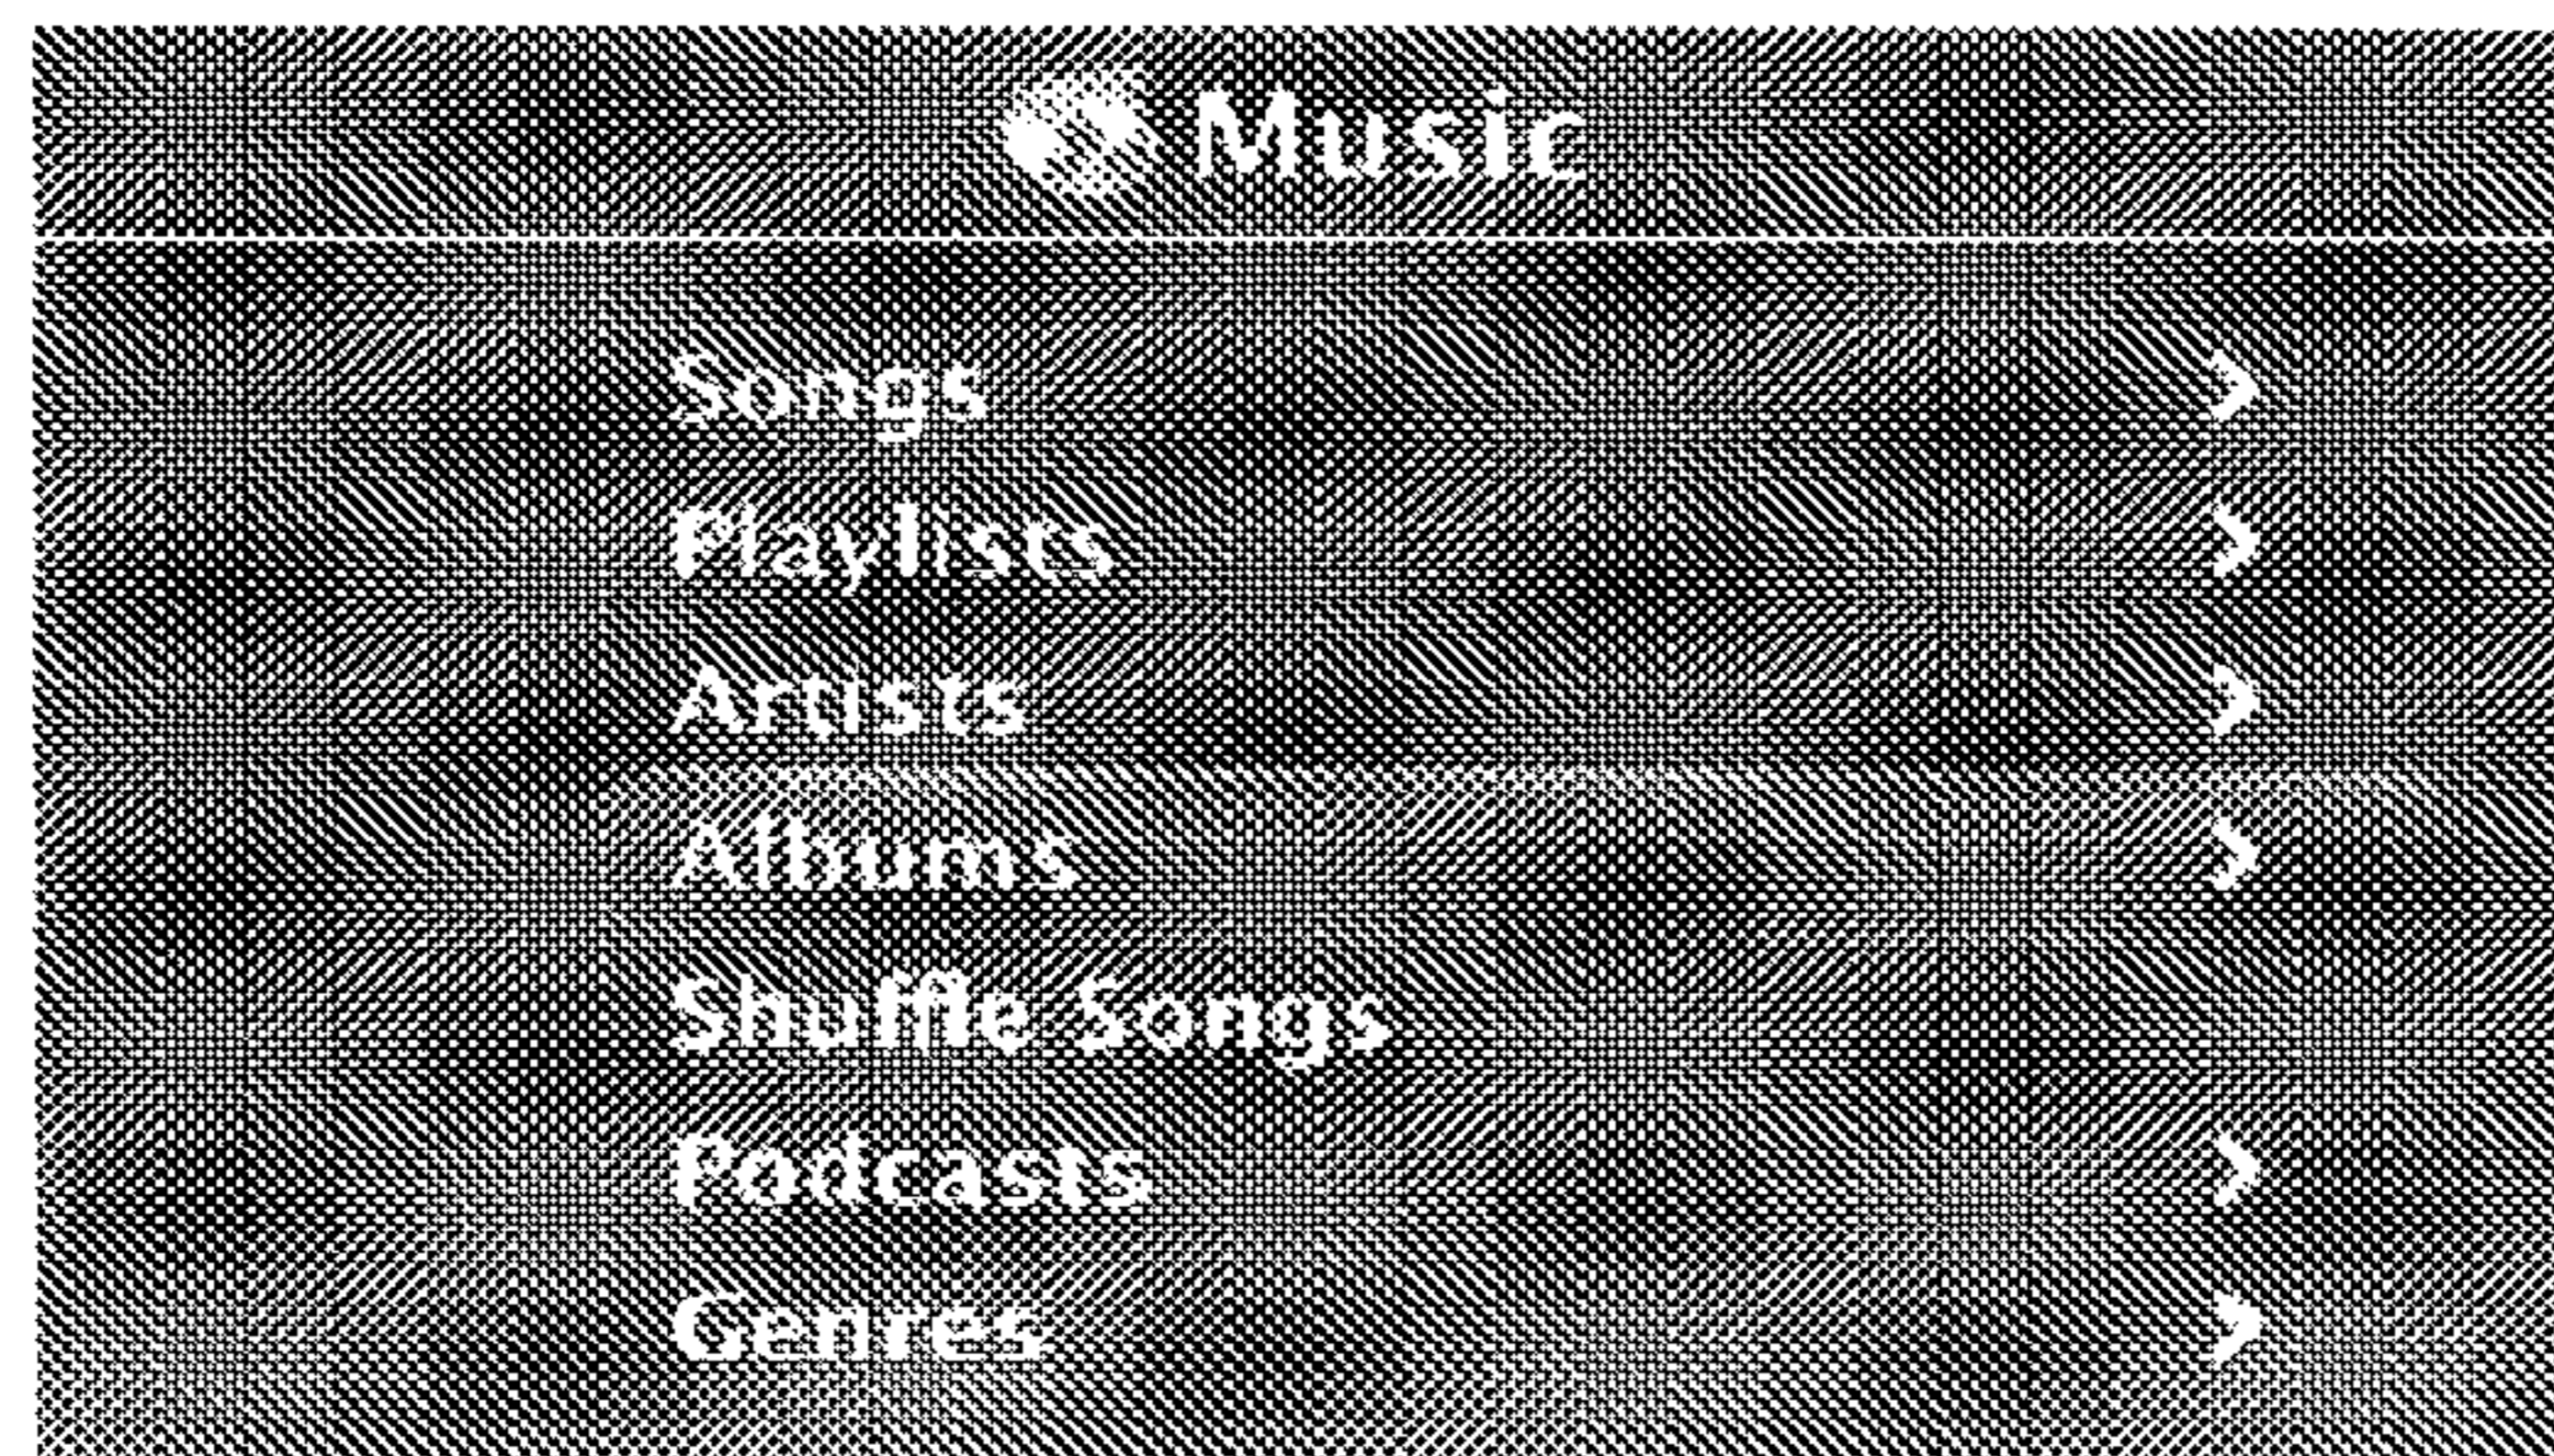 Music
Songs
Playlists
Artists
Albums
Shuffle Songs
Podcasts
Genres